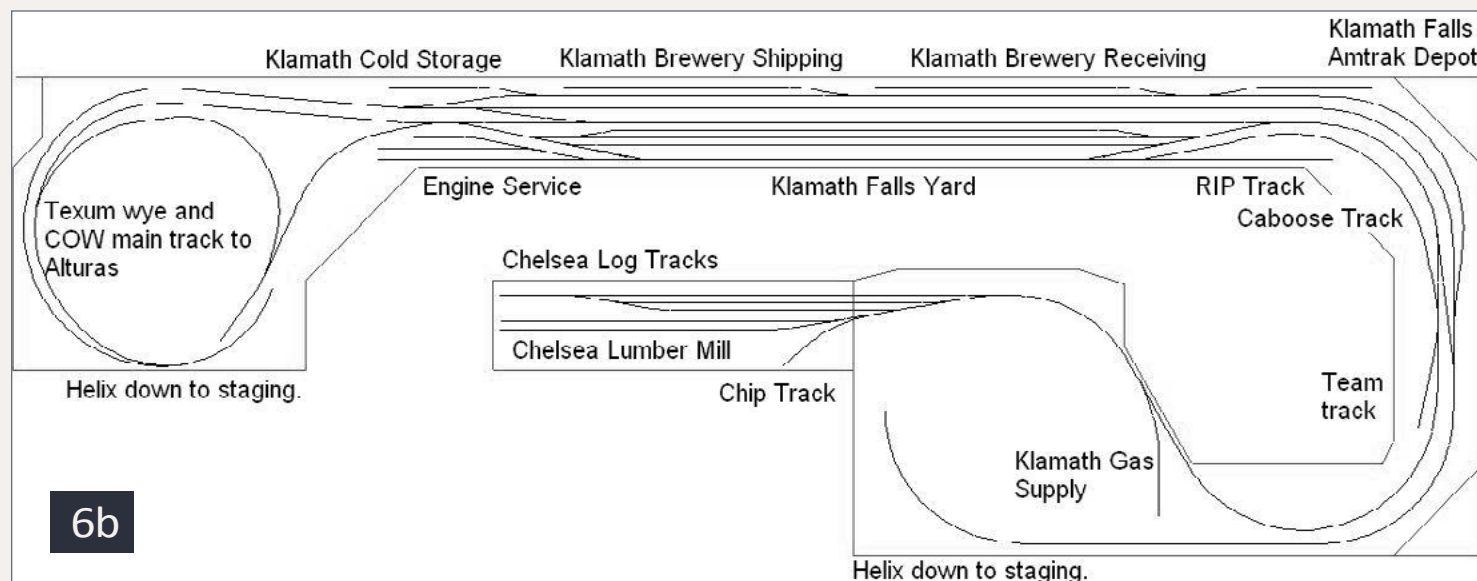 Klamath Falls
Amtrak Depot
Klamath Cold Storage
Klamath Brewery Shipping
Klamath Brewery Receiving
Engine Service
Klamath Falls Yard
RIP Track
Caboose Track
Texum wye and
COW main track to
Alturas
Chelsea Log Tracks
Chelsea Lumber Mill
Chip Track
Helix down to staging.
Team
track
Klamath Gas
Supply
6b
Helix down to staging.